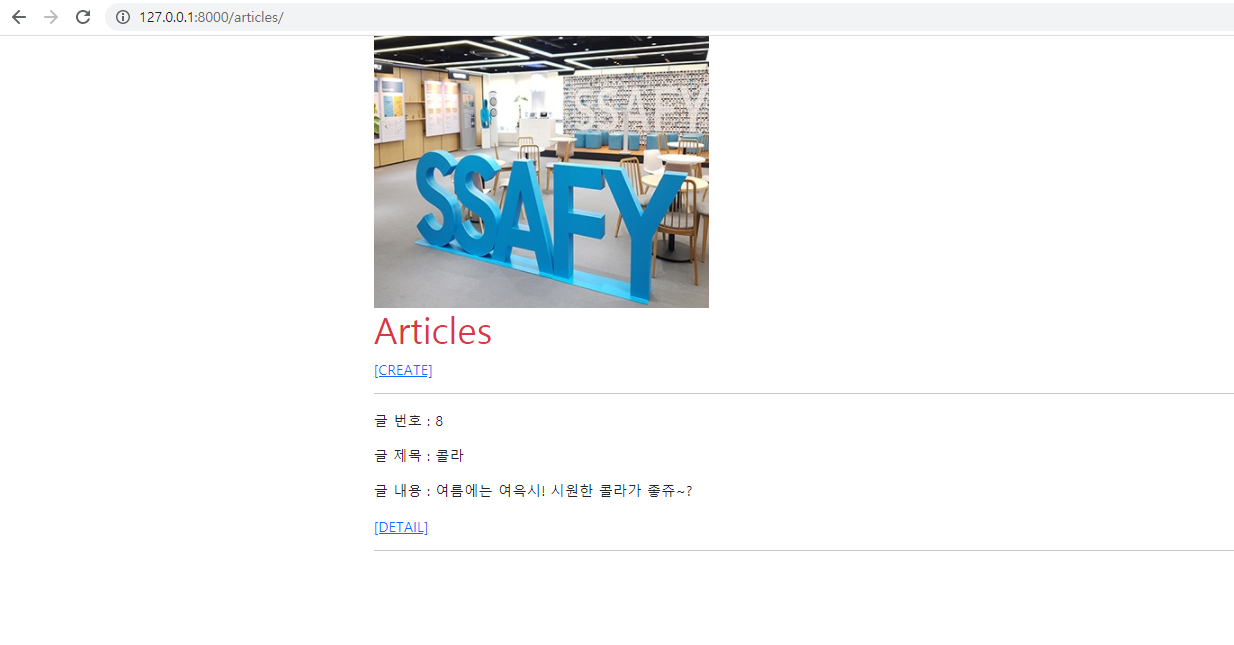 127.0.0.1:8000/articles/
SSAFY
SSAFY
Articles
[CREATE]
글 번호 : 8
글 제목 : 콜라
글 내용 : 여름에는 여윽시! 시원한 콜라가 좋쥬~?
[DETAIL]